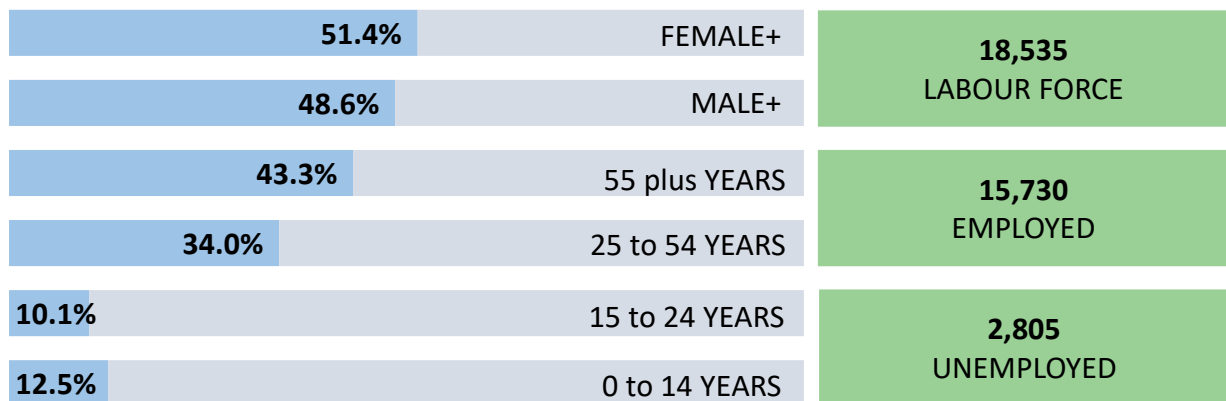 51.4% FEMALE+
48.6% MALE+
43.3% 55 plus YEARS
34.0% 25 to 54 YEARS
10.1% 15 to 24 YEARS
12.5% 0 to 14 YEARS
18,535
LABOUR FORCE
15,730
EMPLOYED
2,805
UNEMPLOYED